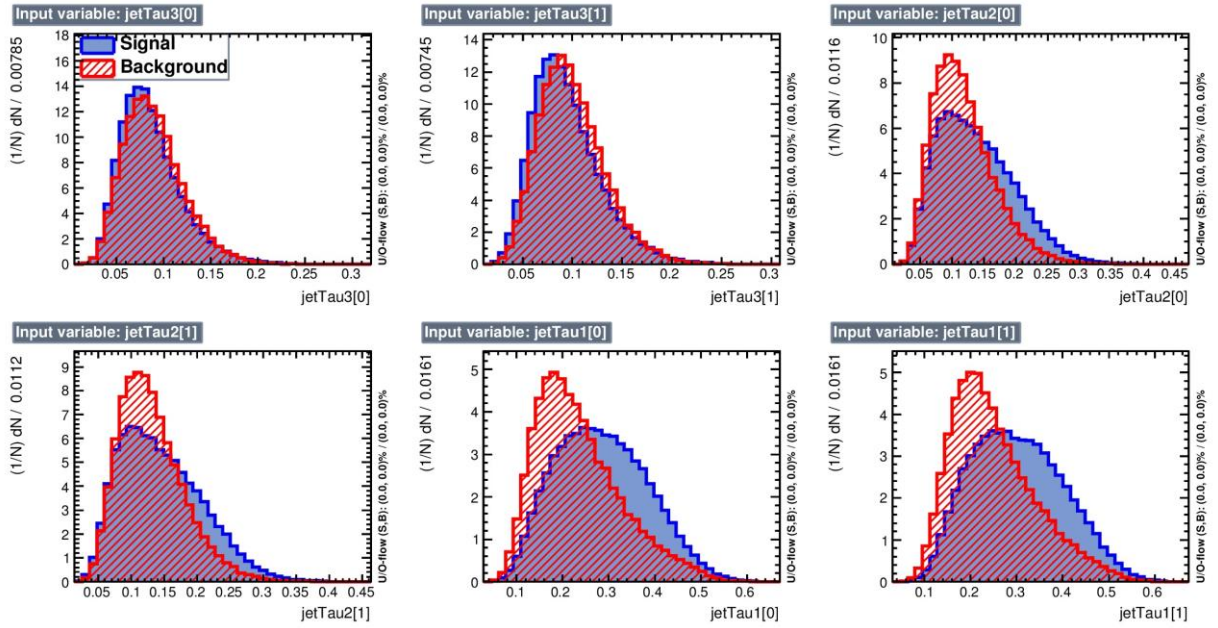 Input variable: jetTau3[0]
(1/N) dN / 0.00785
18
16
14
12
10
8
6
4
2
0
Signal
Background
0.05 0.1 0.15 0.2 0.25 0.3
jetTau3[0]
U/O-flow (S,B): (0.0, 0.0)% / (0.0, 0.0)%
Input variable: jetTau3[1]
(1/N) dN / 0.00745
14
12
10
8
6
4
2
0
0.05 0.1 0.15 0.2 0.25 0.3
jetTau3[1]
U/O-flow (S,B): (0.0, 0.0)% / (0.0, 0.0)%
Input variable: jetTau2[0]
(1/N) dN / 0.0116
10
8
6
4
2
0
0.05 0.1 0.15 0.2 0.25 0.3 0.35 0.4 0.45
jetTau2[0]
U/O-flow (S,B): (0.0, 0.0)% / (0.0, 0.0)%
Input variable: jetTau2[1]
(1/N) dN / 0.0112
9
8
7
6
5
4
3
2
1
0
0.05 0.1 0.15 0.2 0.25 0.3 0.35 0.4 0.45
jetTau2[1]
U/O-flow (S,B): (0.0, 0.0)% / (0.0, 0.0)%
Input variable: jetTau1[0]
(1/N) dN / 0.0161
5
4
3
2
1
0
0.1 0.2 0.3 0.4 0.5 0.6
jetTau1[0]
U/O-flow (S,B): (0.0, 0.0)% / (0.0, 0.0)%
Input variable: jetTau1[1]
(1/N) dN / 0.0161
5
4
3
2
1
0
0.1 0.2 0.3 0.4 0.5 0.6
jetTau1[1]
U/O-flow (S,B): (0.0, 0.0)% / (0.0, 0.0)%